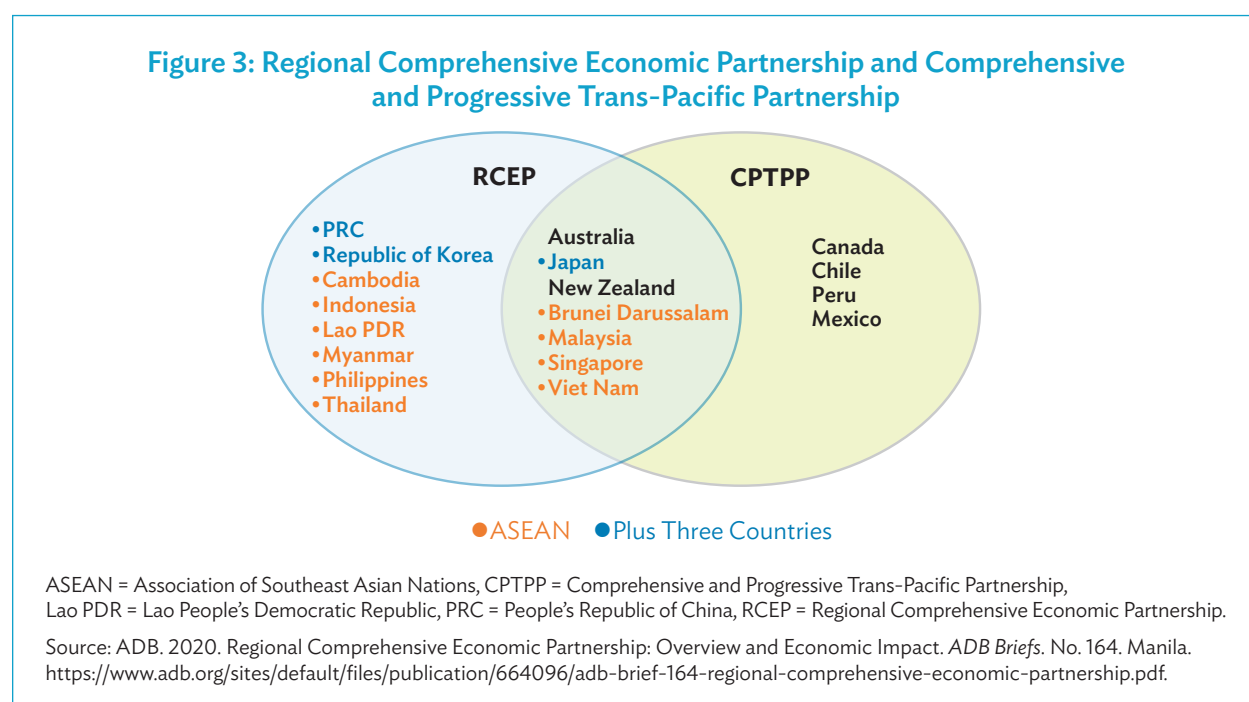 Figure 3: Regional Comprehensive Economic Partnership and Comprehensive
and Progressive Trans-Pacific Partnership
RCEP
CPTPP
•PRC
•Republic of Korea
•Cambodia
•Indonesia
•Lao PDR
•Myanmar
•Philippines
•Thailand
Australia
•Japan
New Zealand
•Brunei Darussalam
•Malaysia
•Singapore
•Viet Nam
Canada
Chile
Peru
Mexico
●ASEAN ●Plus Three Countries
ASEAN = Association of Southeast Asian Nations, CPTPP = Comprehensive and Progressive Trans-Pacific Partnership,
Lao PDR = Lao People's Democratic Republic, PRC = People's Republic of China, RCEP = Regional Comprehensive Economic Partnership.
Source: ADB. 2020. Regional Comprehensive Economic Partnership: Overview and Economic Impact. ADB Briefs. No. 164. Manila.
https://www.adb.org/sites/default/files/publication/664096/adb-brief-164-regional-comprehensive-economic-partnership.pdf.